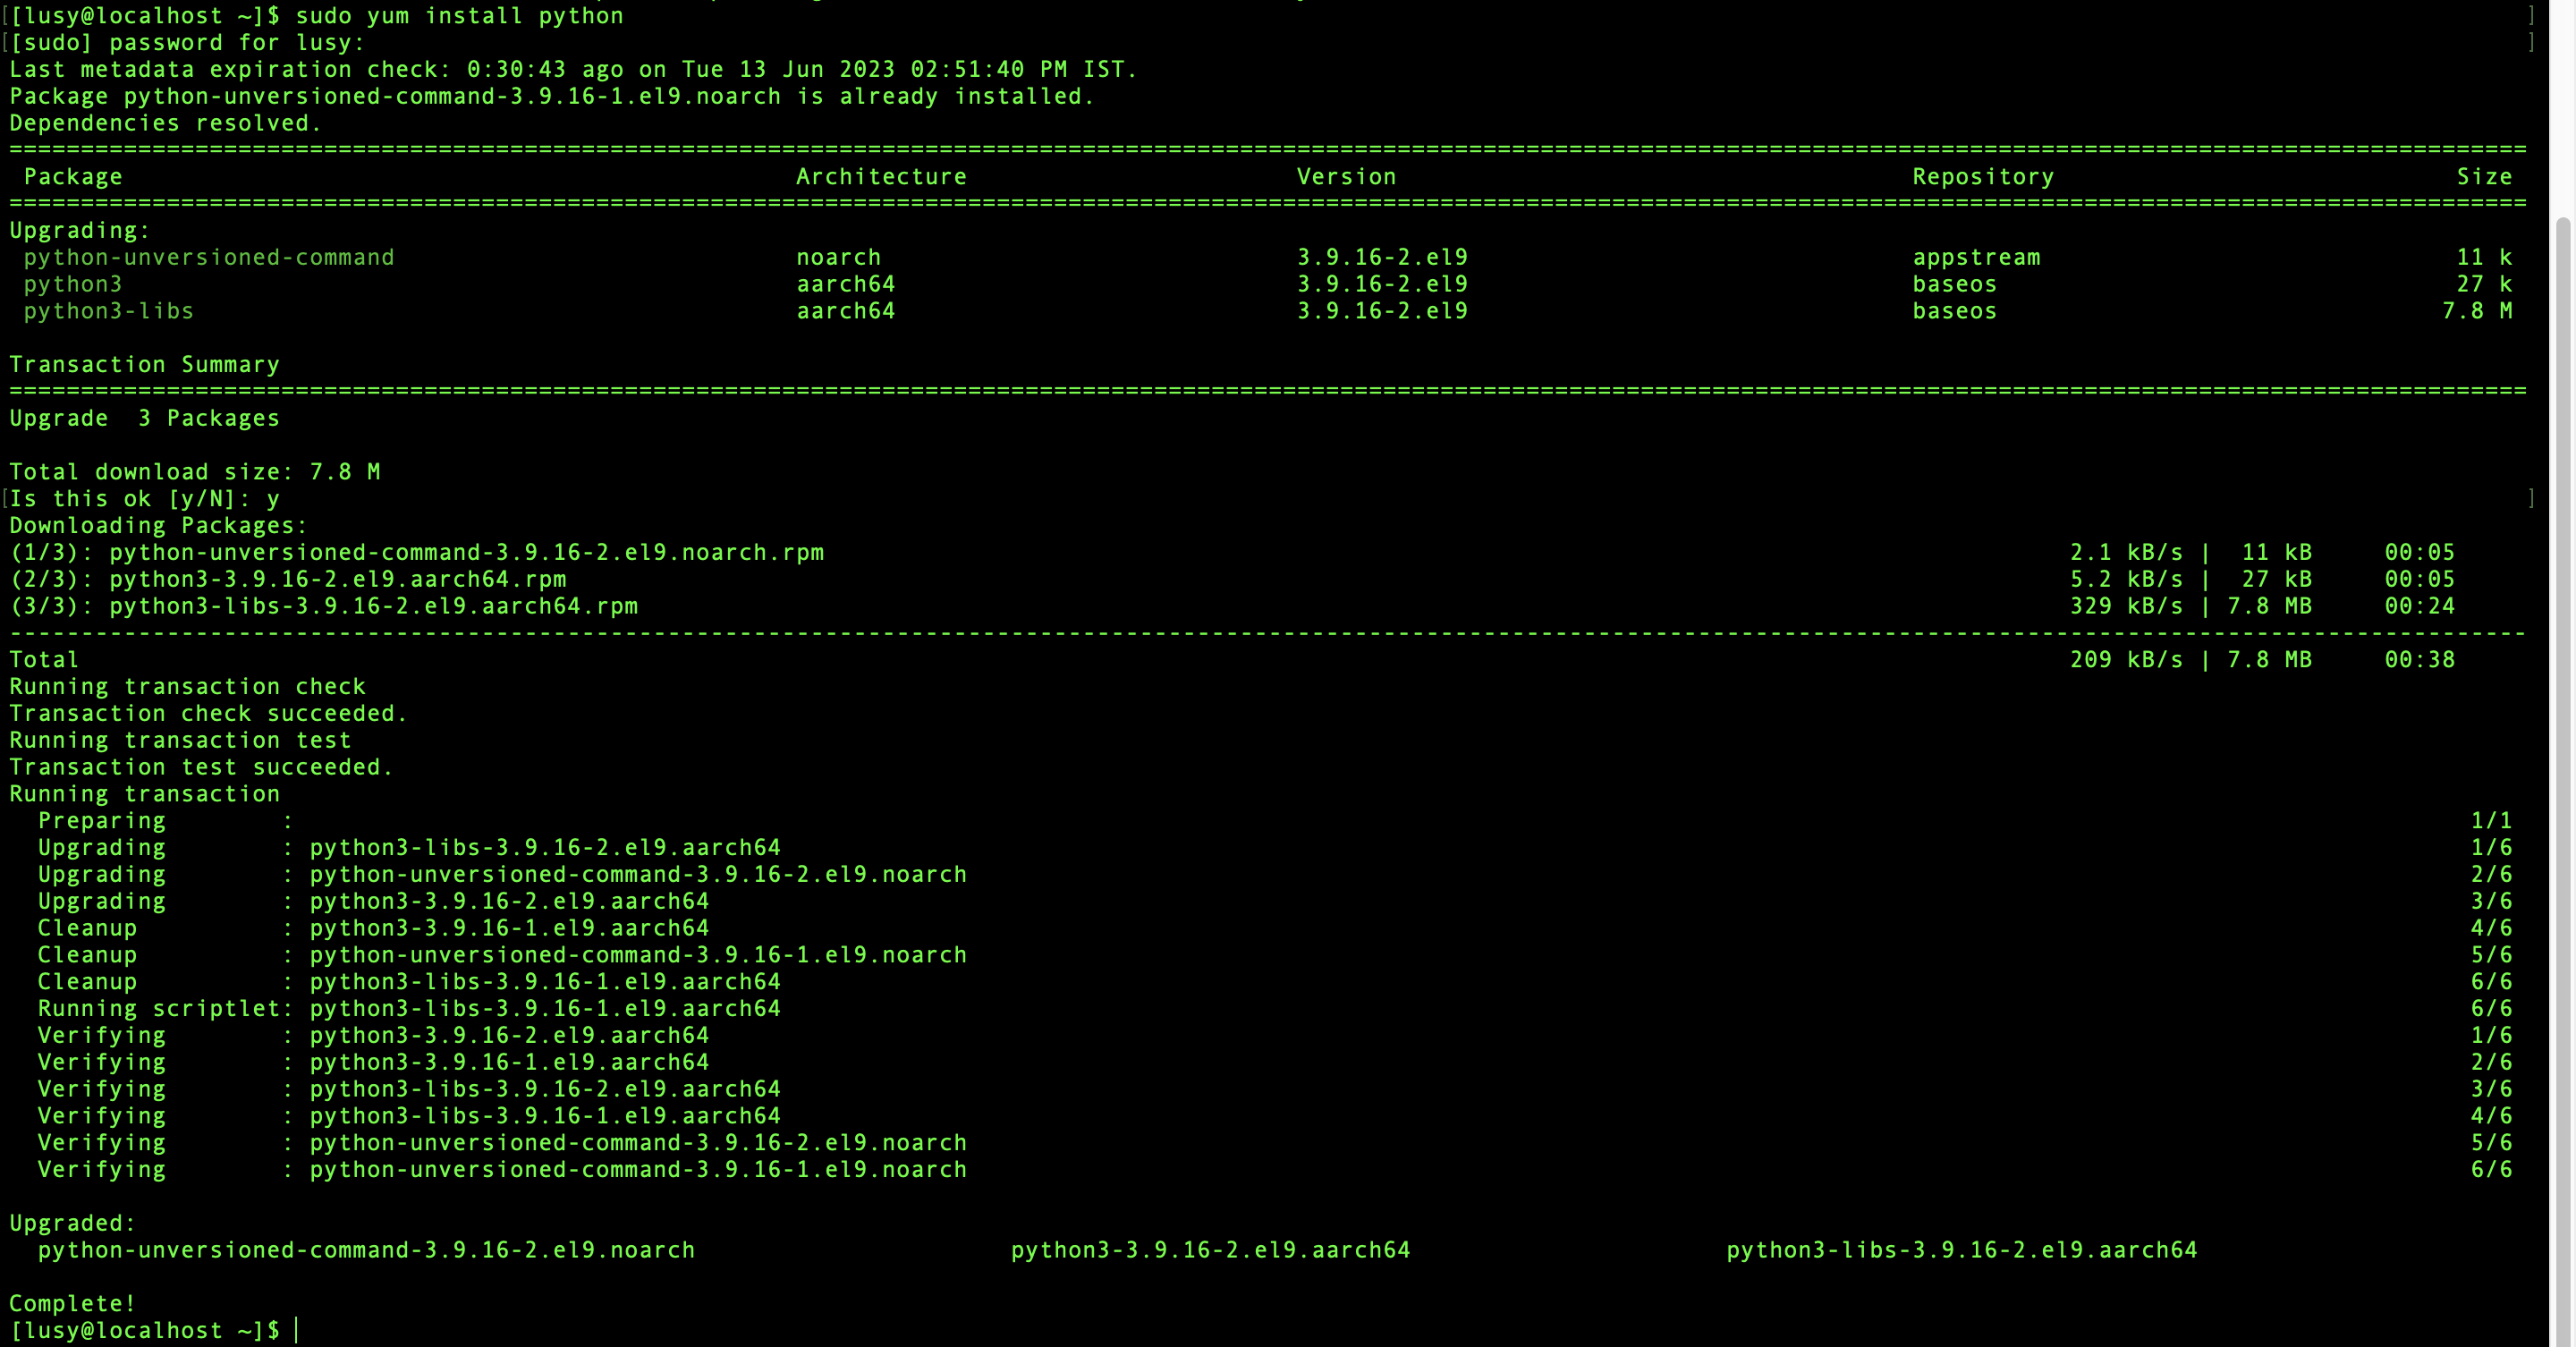 [[lusy@localhost ~]$ sudo yum install python ]
[[sudo] password for lusy: ]
Last metadata expiration check: 0:30:43 ago on Tue 13 Jun 2023 02:51:40 PM IST.
Package python-unversioned-command-3.9.16-1.el9.noarch is already installed.
Dependencies resolved.
================================================================================
Package Architecture Version Repository Size
================================================================================
Upgrading:
python-unversioned-command noarch 3.9.16-2.el9 appstream 11 k
python3 aarch64 3.9.16-2.el9 baseos 27 k
python3-libs aarch64 3.9.16-2.el9 baseos 7.8 M
Transaction Summary
================================================================================
Upgrade  3 Packages
Total download size: 7.8 M
[Is this ok [y/N]: y ]
Downloading Packages:
(1/3): python-unversioned-command-3.9.16-2.el9.noarch.rpm 2.1 kB/s | 11 kB 00:05
(2/3): python3-3.9.16-2.el9.aarch64.rpm 5.2 kB/s | 27 kB 00:05
(3/3): python3-libs-3.9.16-2.el9.aarch64.rpm 329 kB/s | 7.8 MB 00:24
--------------------------------------------------------------------------------
Total 209 kB/s | 7.8 MB 00:38
Running transaction check
Transaction check succeeded.
Running transaction test
Transaction test succeeded.
Running transaction
Preparing : 1/1
Upgrading : python3-libs-3.9.16-2.el9.aarch64 1/6
Upgrading : python-unversioned-command-3.9.16-2.el9.noarch 2/6
Upgrading : python3-3.9.16-2.el9.aarch64 3/6
Cleanup : python3-3.9.16-1.el9.aarch64 4/6
Cleanup : python-unversioned-command-3.9.16-1.el9.noarch 5/6
Cleanup : python3-libs-3.9.16-1.el9.aarch64 6/6
Running scriptlet: python3-libs-3.9.16-1.el9.aarch64 6/6
Verifying : python3-3.9.16-2.el9.aarch64 1/6
Verifying : python3-3.9.16-1.el9.aarch64 2/6
Verifying : python3-libs-3.9.16-2.el9.aarch64 3/6
Verifying : python3-libs-3.9.16-1.el9.aarch64 4/6
Verifying : python-unversioned-command-3.9.16-2.el9.noarch 5/6
Verifying : python-unversioned-command-3.9.16-1.el9.noarch 6/6
Upgraded:
python-unversioned-command-3.9.16-2.el9.noarch python3-3.9.16-2.el9.aarch64 python3-libs-3.9.16-2.el9.aarch64
Complete!
[lusy@localhost ~]$